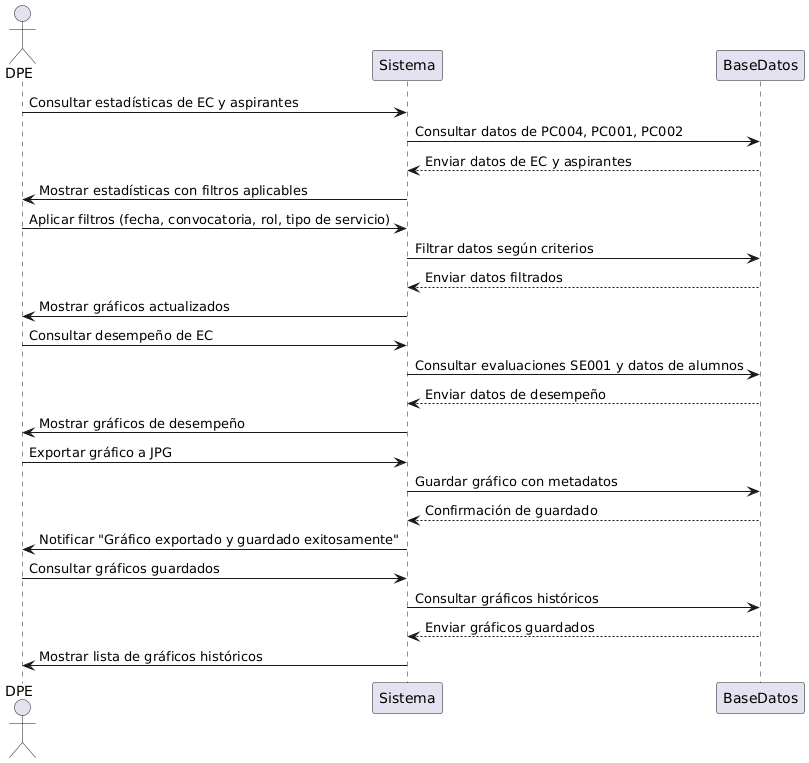 DPE
Sistema
BaseDatos
Consultar estadísticas de EC y aspirantes
Consultar datos de PC004, PC001, PC002
Enviar datos de EC y aspirantes
Mostrar estadísticas con filtros aplicables
Aplicar filtros (fecha, convocatoria, rol, tipo de servicio)
Filtrar datos según criterios
Enviar datos filtrados
Mostrar gráficos actualizados
Consultar desempeño de EC
Consultar evaluaciones SE001 y datos de alumnos
Enviar datos de desempeño
Mostrar gráficos de desempeño
Exportar gráfico a JPG
Guardar gráfico con metadatos
Confirmación de guardado
Notificar "Gráfico exportado y guardado exitosamente"
Consultar gráficos guardados
Consultar gráficos históricos
Enviar gráficos guardados
Mostrar lista de gráficos históricos
DPE
Sistema
BaseDatos